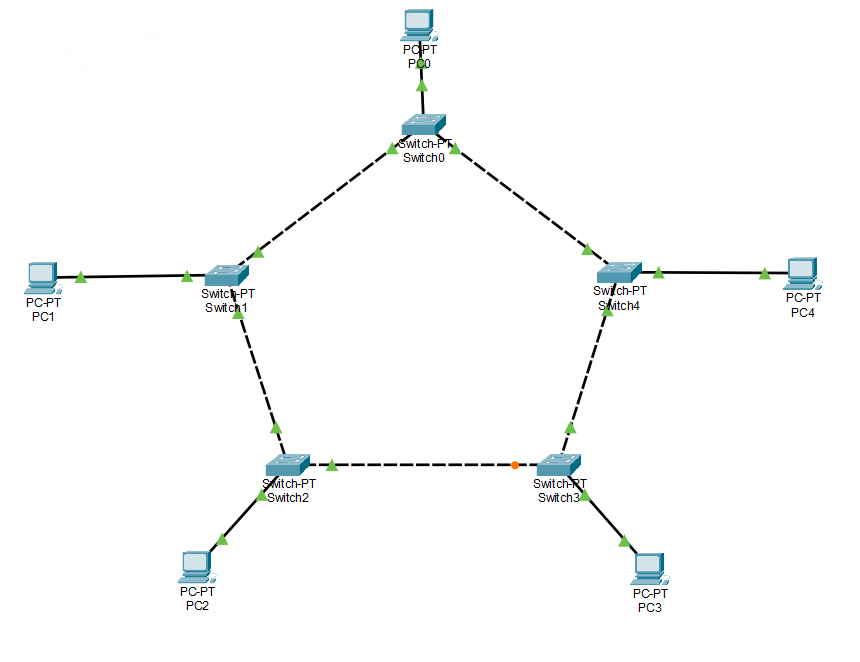 PC-PT
PC0
Switch-PT
Switch0
Switch-PT
Switch1
PC-PT
PC1
Switch-PT
Switch4
PC-PT
PC4
Switch-PT
Switch2
Switch-PT
Switch3
PC-PT
PC2
PC-PT
PC3